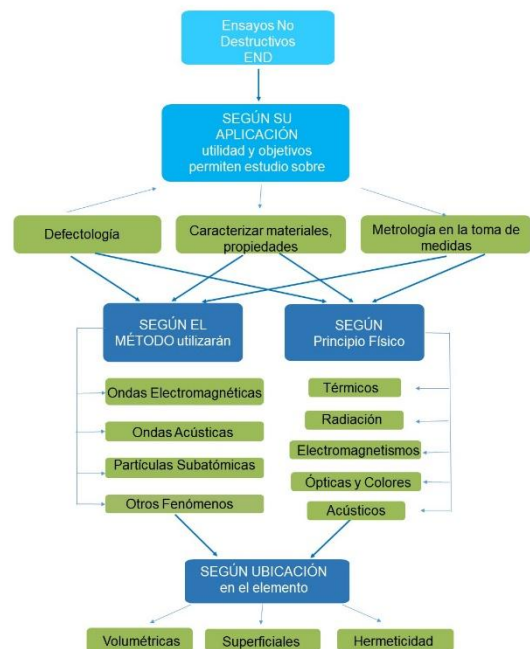 Ensayos No
Destructivos
END
SEGÚN SU
APLICACIÓN
utilidad y objetivos
permiten estudio sobre
Defectología
Caracterizar materiales,
propiedades
Metrología en la toma de
medidas
SEGÚN EL
MÉTODO utilizarán
SEGÚN
Principio Físico
Ondas Electromagnéticas
Ondas Acústicas
Partículas Subatómicas
Otros Fenómenos
Térmicos
Radiación
Electromagnetismos
Ópticas y Colores
Acústicos
SEGÚN UBICACIÓN
en el elemento
Volumétricas
Superficiales
Hermeticidad